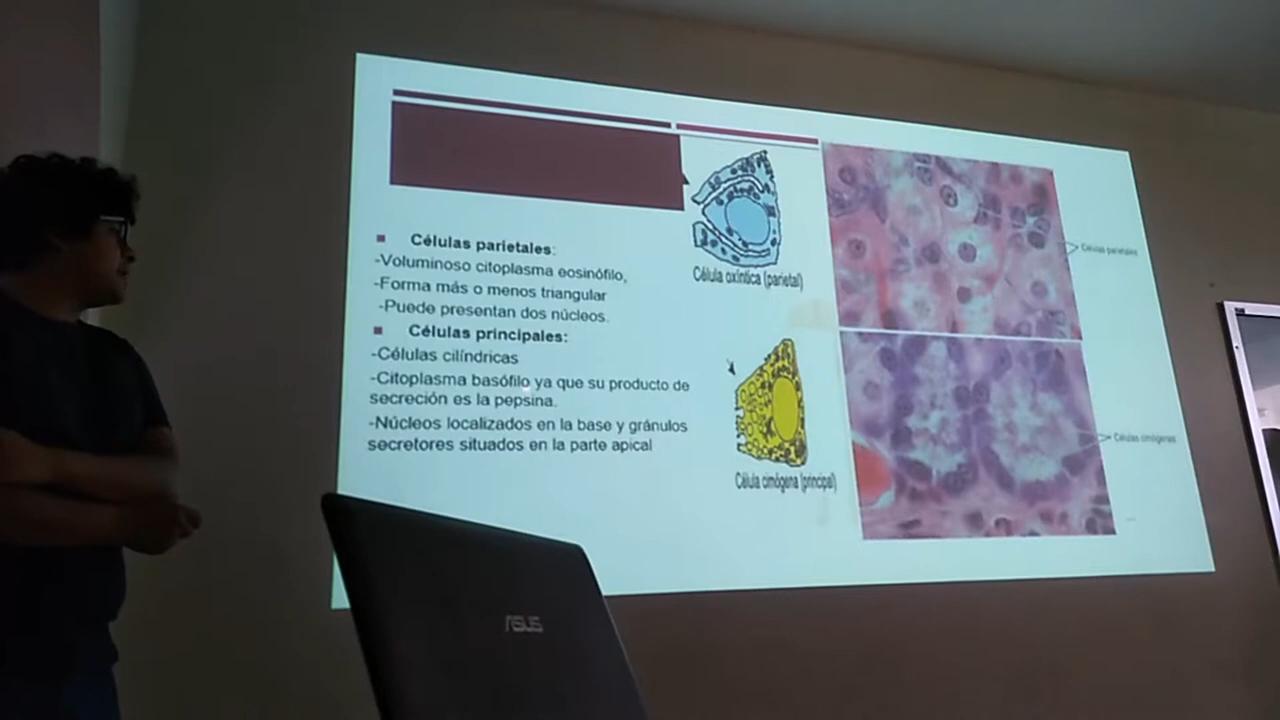 Células parietales:
-Voluminoso citoplasma eosinófilo,
-Forma más o menos triangular
-Puede presentan dos núcleos.
Células principales:
-Células cilíndricas
-Citoplasma basófilo ya que su producto de
secreción es la pepsina.
-Núcleos localizados en la base y gránulos
secretores situados en la parte apical
Célula oxíntica (parietal)
Célula cimógena (principal)
Células parietales
Células cimógenas
ASUS